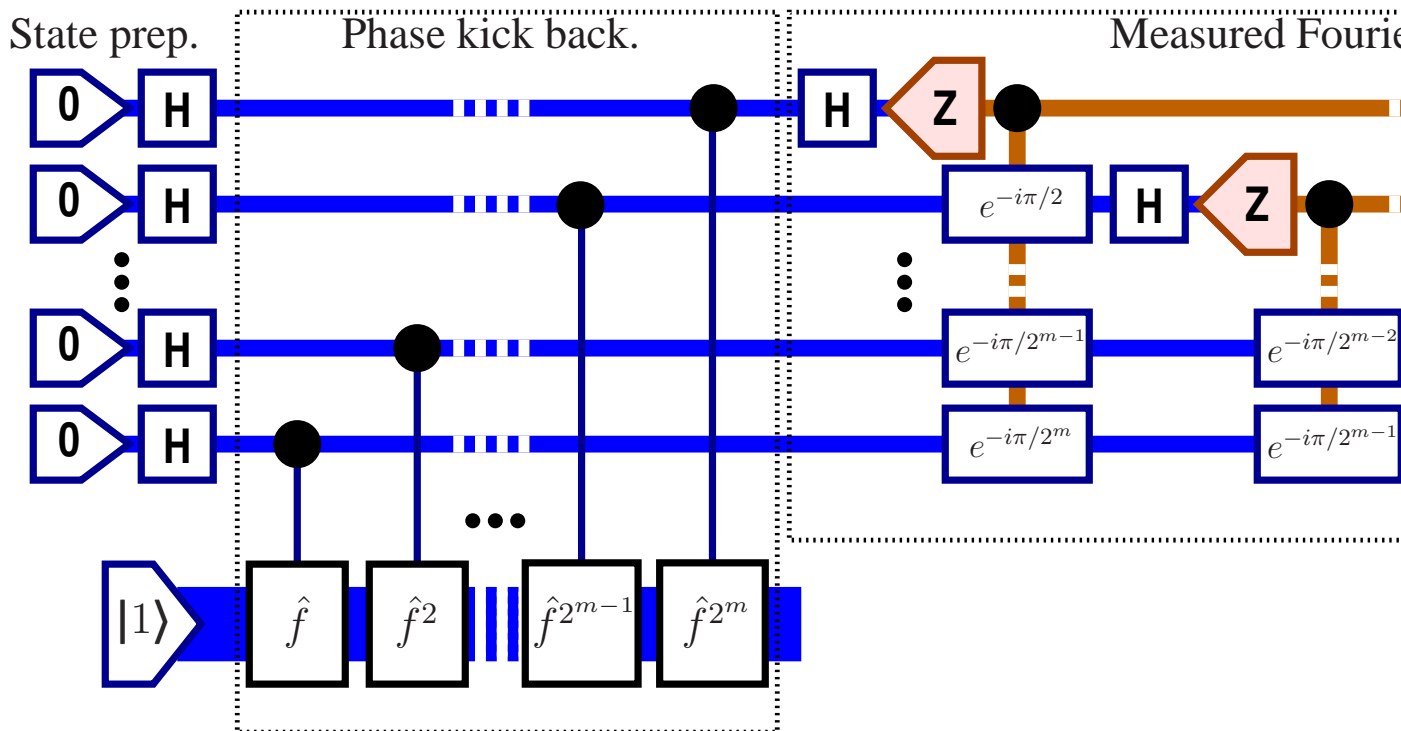 State prep. Phase kick back. Measured Fourie
0 H H Z
0 H e^{-iπ/2} H Z
0 H e^{-iπ/2^{m-1}} e^{-iπ/2^{m-2}}
0 H e^{-iπ/2^m} e^{-iπ/2^{m-1}}
|1⟩ f̂ f̂^2 f̂^{2^{m-1}} f̂^{2^m}